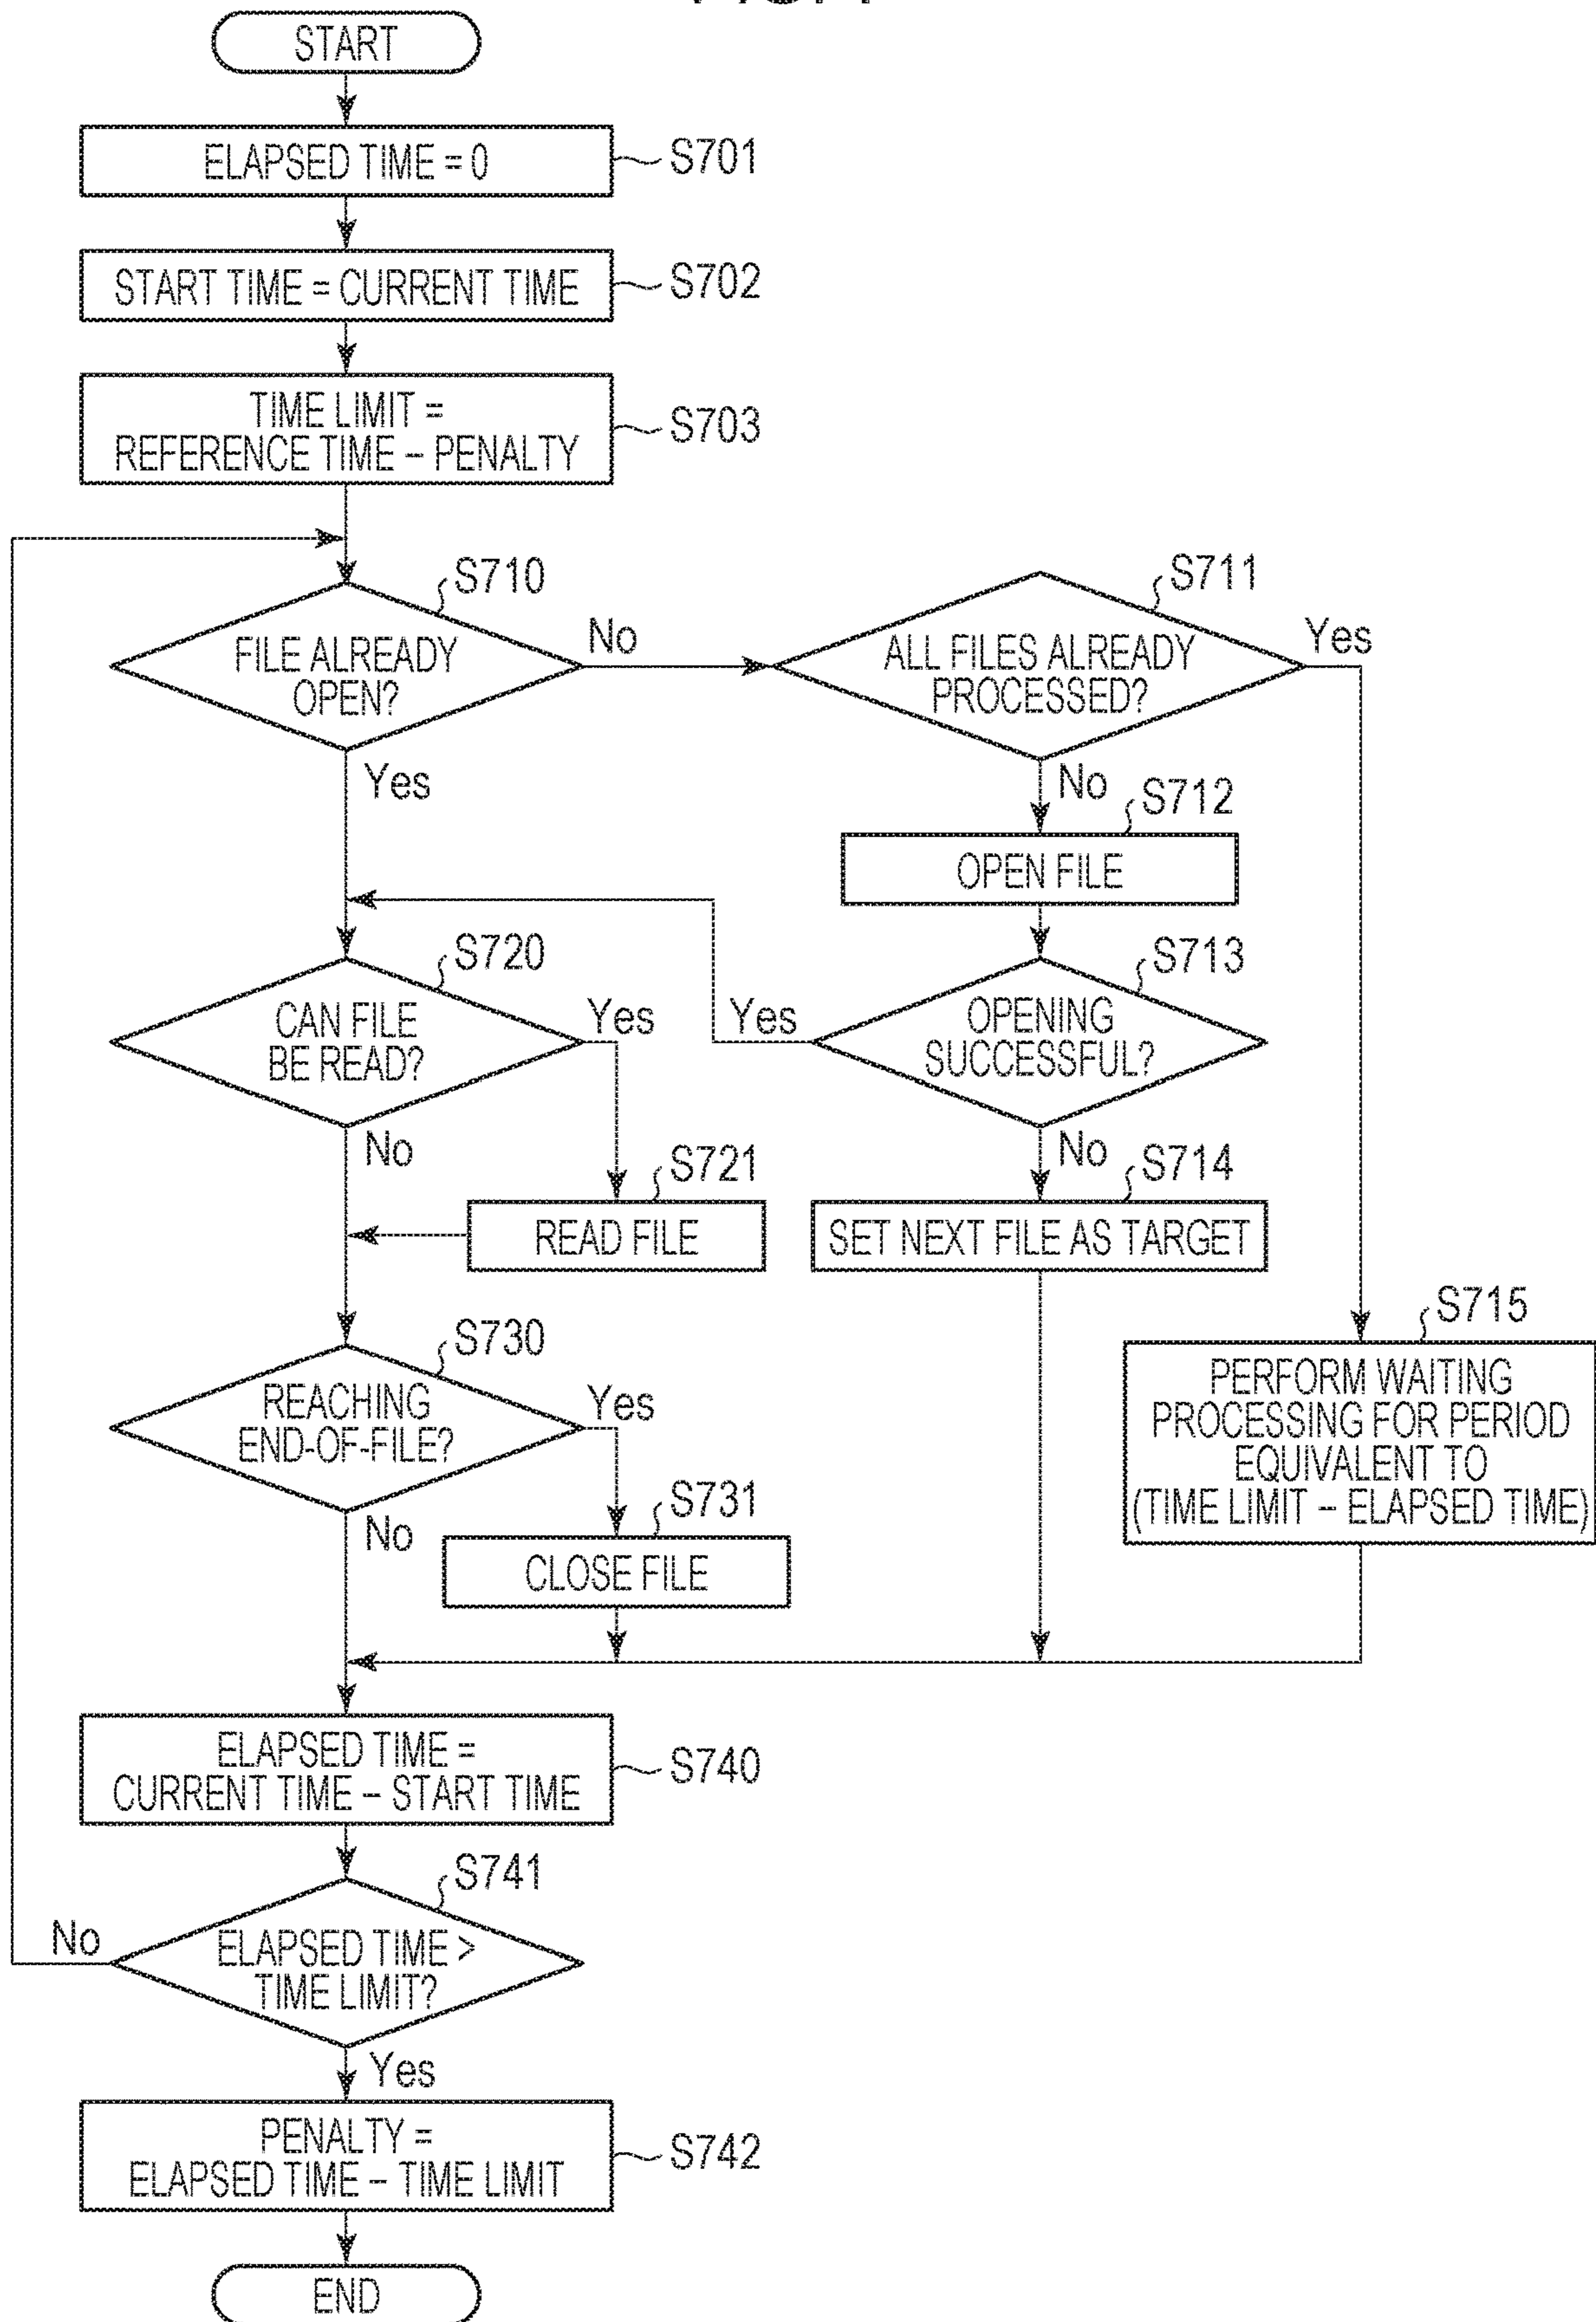 START
ELAPSED TIME = 0
S701
START TIME = CURRENT TIME
S702
TIME LIMIT =
REFERENCE TIME – PENALTY
S703
S710
FILE ALREADY
OPEN?
No
Yes
S711
ALL FILES ALREADY
PROCESSED?
Yes
No
S712
OPEN FILE
S720
CAN FILE
BE READ?
Yes
No
S713
OPENING
SUCCESSFUL?
Yes
No
S721
READ FILE
S714
SET NEXT FILE AS TARGET
S715
PERFORM WAITING
PROCESSING FOR PERIOD
EQUIVALENT TO
(TIME LIMIT – ELAPSED TIME)
S730
REACHING
END-OF-FILE?
Yes
No
S731
CLOSE FILE
ELAPSED TIME =
CURRENT TIME – START TIME
S740
S741
ELAPSED TIME >
TIME LIMIT?
No
Yes
PENALTY =
ELAPSED TIME – TIME LIMIT
S742
END